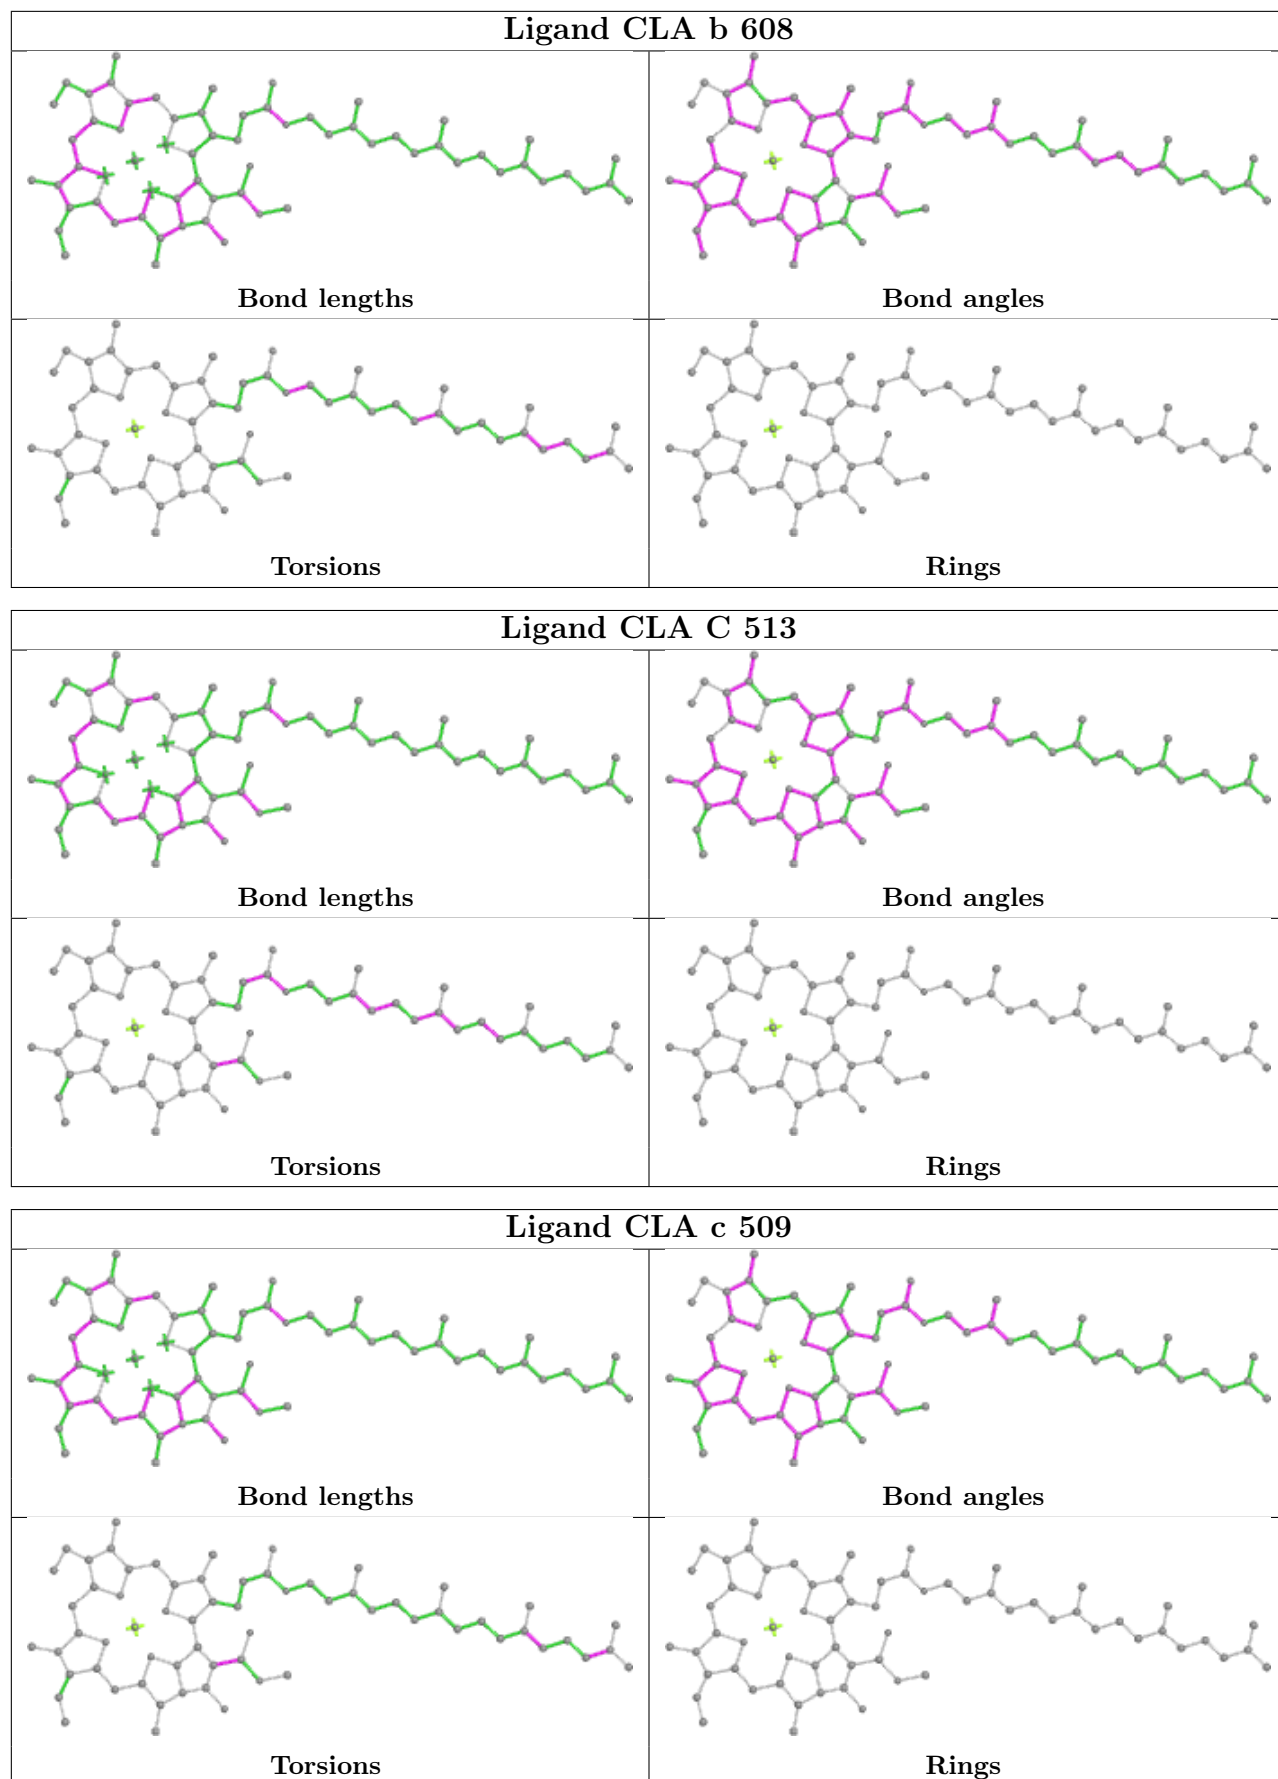 Ligand CLA b 608
Bond lengths
Bond angles
Torsions
Rings
Ligand CLA C 513
Bond lengths
Bond angles
Torsions
Rings
Ligand CLA c 509
Bond lengths
Bond angles
Torsions
Rings